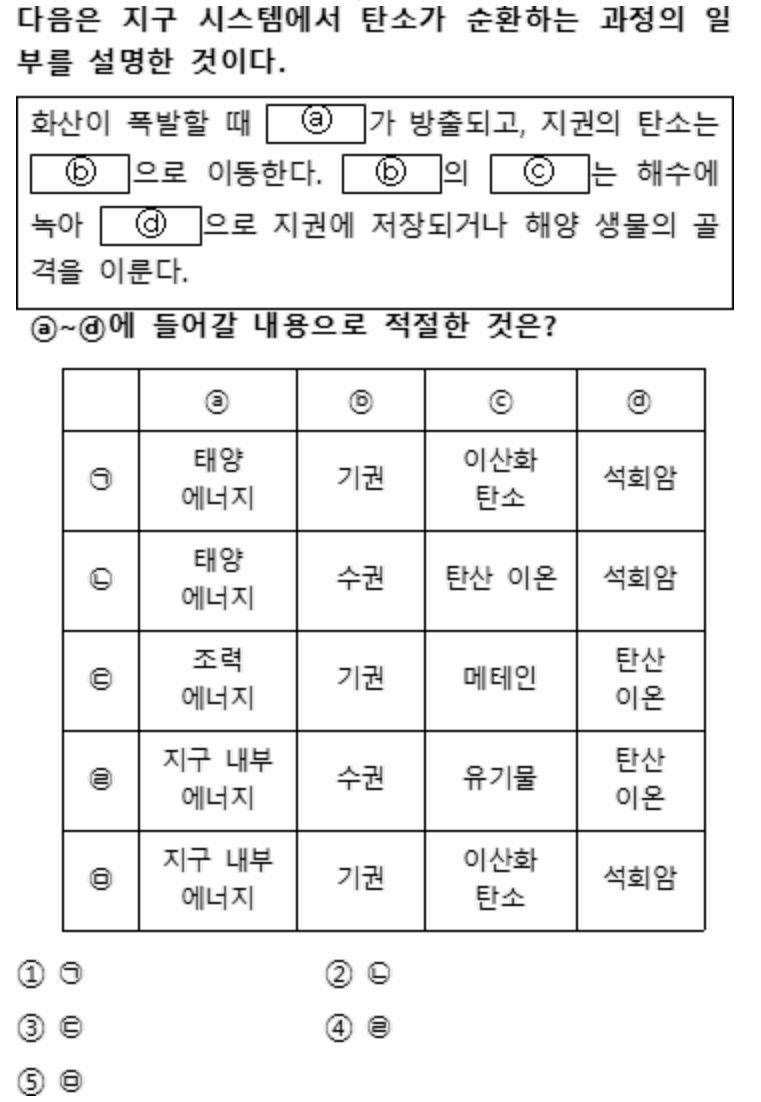 다음은 지구 시스템에서 탄소가 순환하는 과정의 일
부를 설명한 것이다.
화산이 폭발할 때 ⓐ 가 방출되고, 지권의 탄소는
ⓑ 으로 이동한다. ⓑ 의 ⓒ 는 해수에
녹아 ⓓ 으로 지권에 저장되거나 해양 생물의 골
격을 이룬다.
ⓐ~ⓓ에 들어갈 내용으로 적절한 것은?
ⓐ ⓑ ⓒ ⓓ
㉠ 태양 에너지 기권 이산화 탄소 석회암
㉡ 태양 에너지 수권 탄산 이온 석회암
㉢ 조력 에너지 기권 메테인 탄산 이온
㉣ 지구 내부 에너지 수권 유기물 탄산 이온
㉤ 지구 내부 에너지 기권 이산화 탄소 석회암
① ㉠ ② ㉡
③ ㉢ ④ ㉣
⑤ ㉤